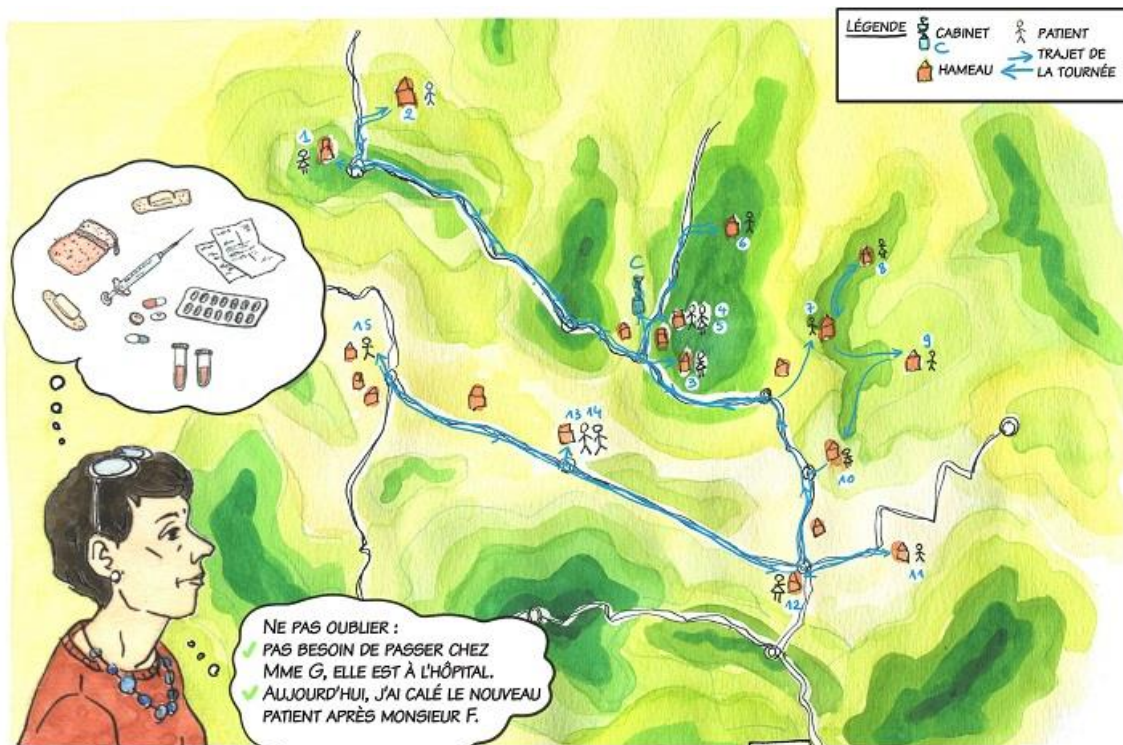 LÉGENDE
CABINET
C
PATIENT
HAMEAU
TRAJET DE
LA TOURNÉE
2
1
6
C
8
4
5
7
9
15
3
13 14
10
11
12
NE PAS OUBLIER :
PAS BESOIN DE PASSER CHEZ
MME G, ELLE EST À L'HÔPITAL.
AUJOURD'HUI, J'AI CALÉ LE NOUVEAU
PATIENT APRÈS MONSIEUR F.